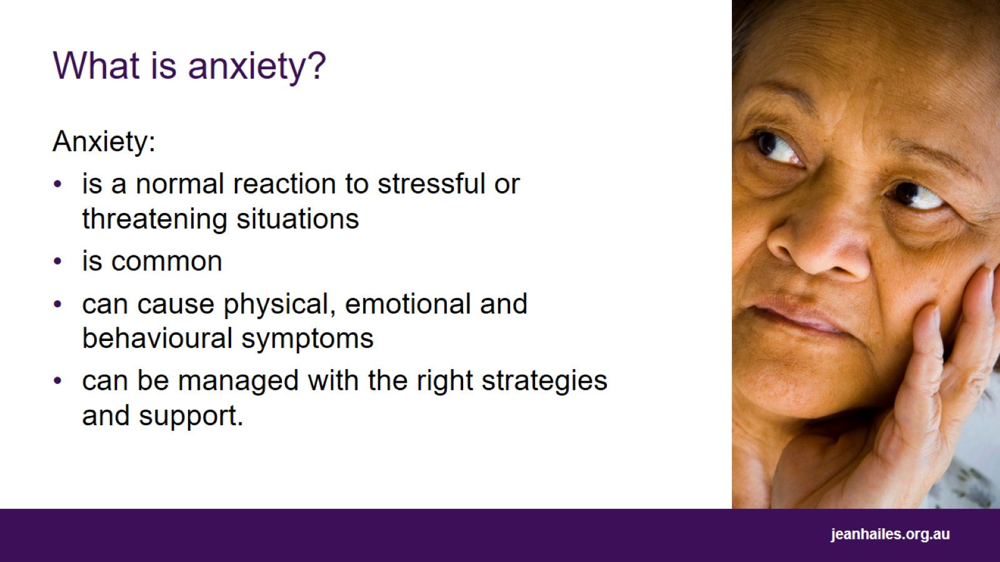 What is anxiety?
Anxiety:
• is a normal reaction to stressful or
threatening situations
• is common
• can cause physical, emotional and
behavioural symptoms
• can be managed with the right strategies
and support.
jeanhailes.org.au